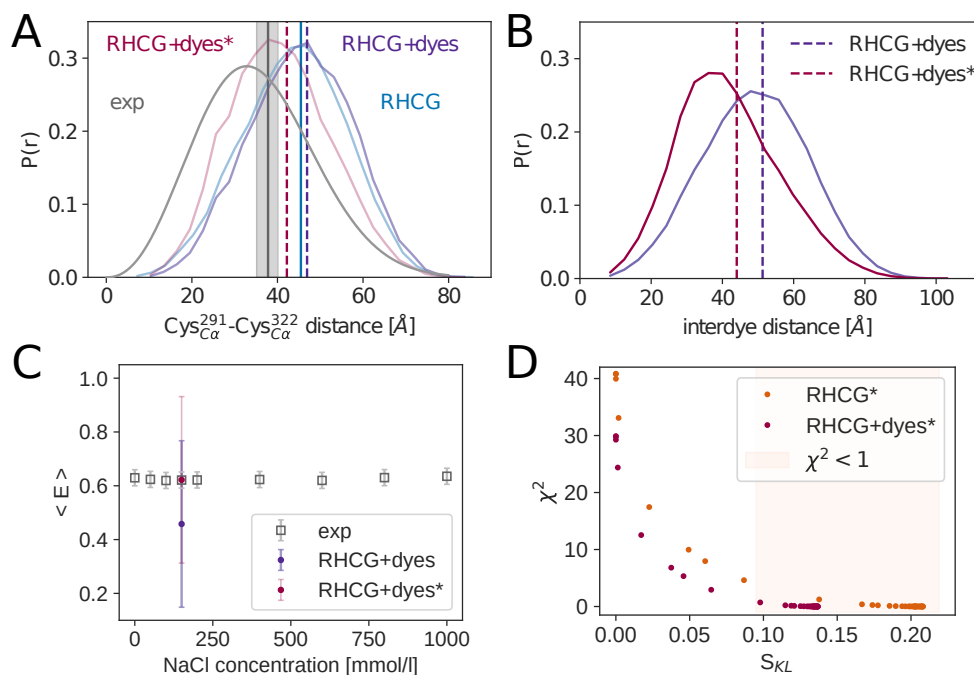 A
RHCG+dyes*
RHCG+dyes
exp
RHCG
P(r)
0.3
0.2
0.1
0.0
0
20
40
60
80
Cys²⁹¹_Cα-Cys³²²_Cα distance [Å]
B
RHCG+dyes
RHCG+dyes*
P(r)
0.3
0.2
0.1
0.0
0
20
40
60
80
100
interdye distance [Å]
C
< E >
1.0
0.8
0.6
0.4
0.2
exp
RHCG+dyes
RHCG+dyes*
0
250
500
750
1000
NaCl concentration [mmol/l]
D
χ²
40
30
20
10
0
RHCG*
RHCG+dyes*
χ² < 1
0.00
0.05
0.10
0.15
0.20
S_KL